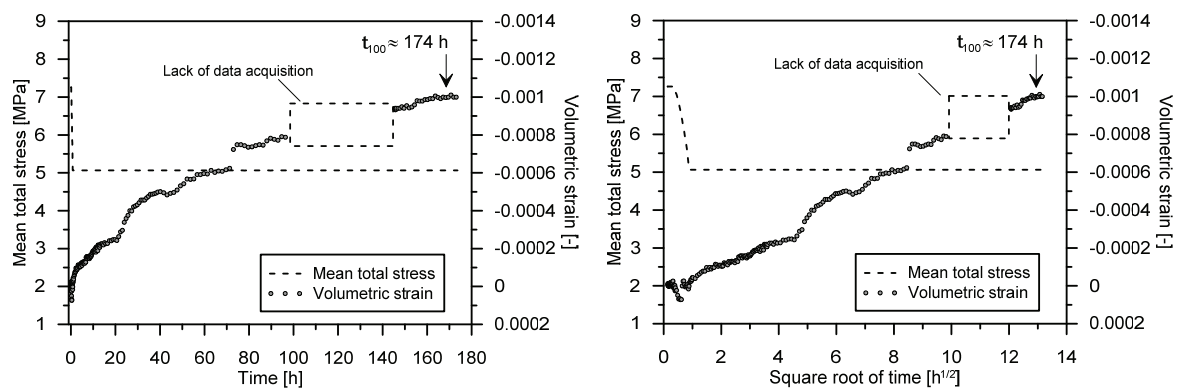 9
8
7
6
5
4
3
2
1
Mean total stress [MPa]
t100 ≈ 174 h
Lack of data acquisition
Mean total stress
Volumetric strain
-0.0014
-0.0012
-0.001
-0.0008
-0.0006
-0.0004
-0.0002
0
0.0002
Volumetric strain [-]
0 20 40 60 80 100 120 140 160 180
Time [h]
9
8
7
6
5
4
3
2
1
Mean total stress [MPa]
t100 ≈ 174 h
Lack of data acquisition
Mean total stress
Volumetric strain
-0.0014
-0.0012
-0.001
-0.0008
-0.0006
-0.0004
-0.0002
0
0.0002
Volumetric strain [-]
0 2 4 6 8 10 12 14
Square root of time [h1/2]